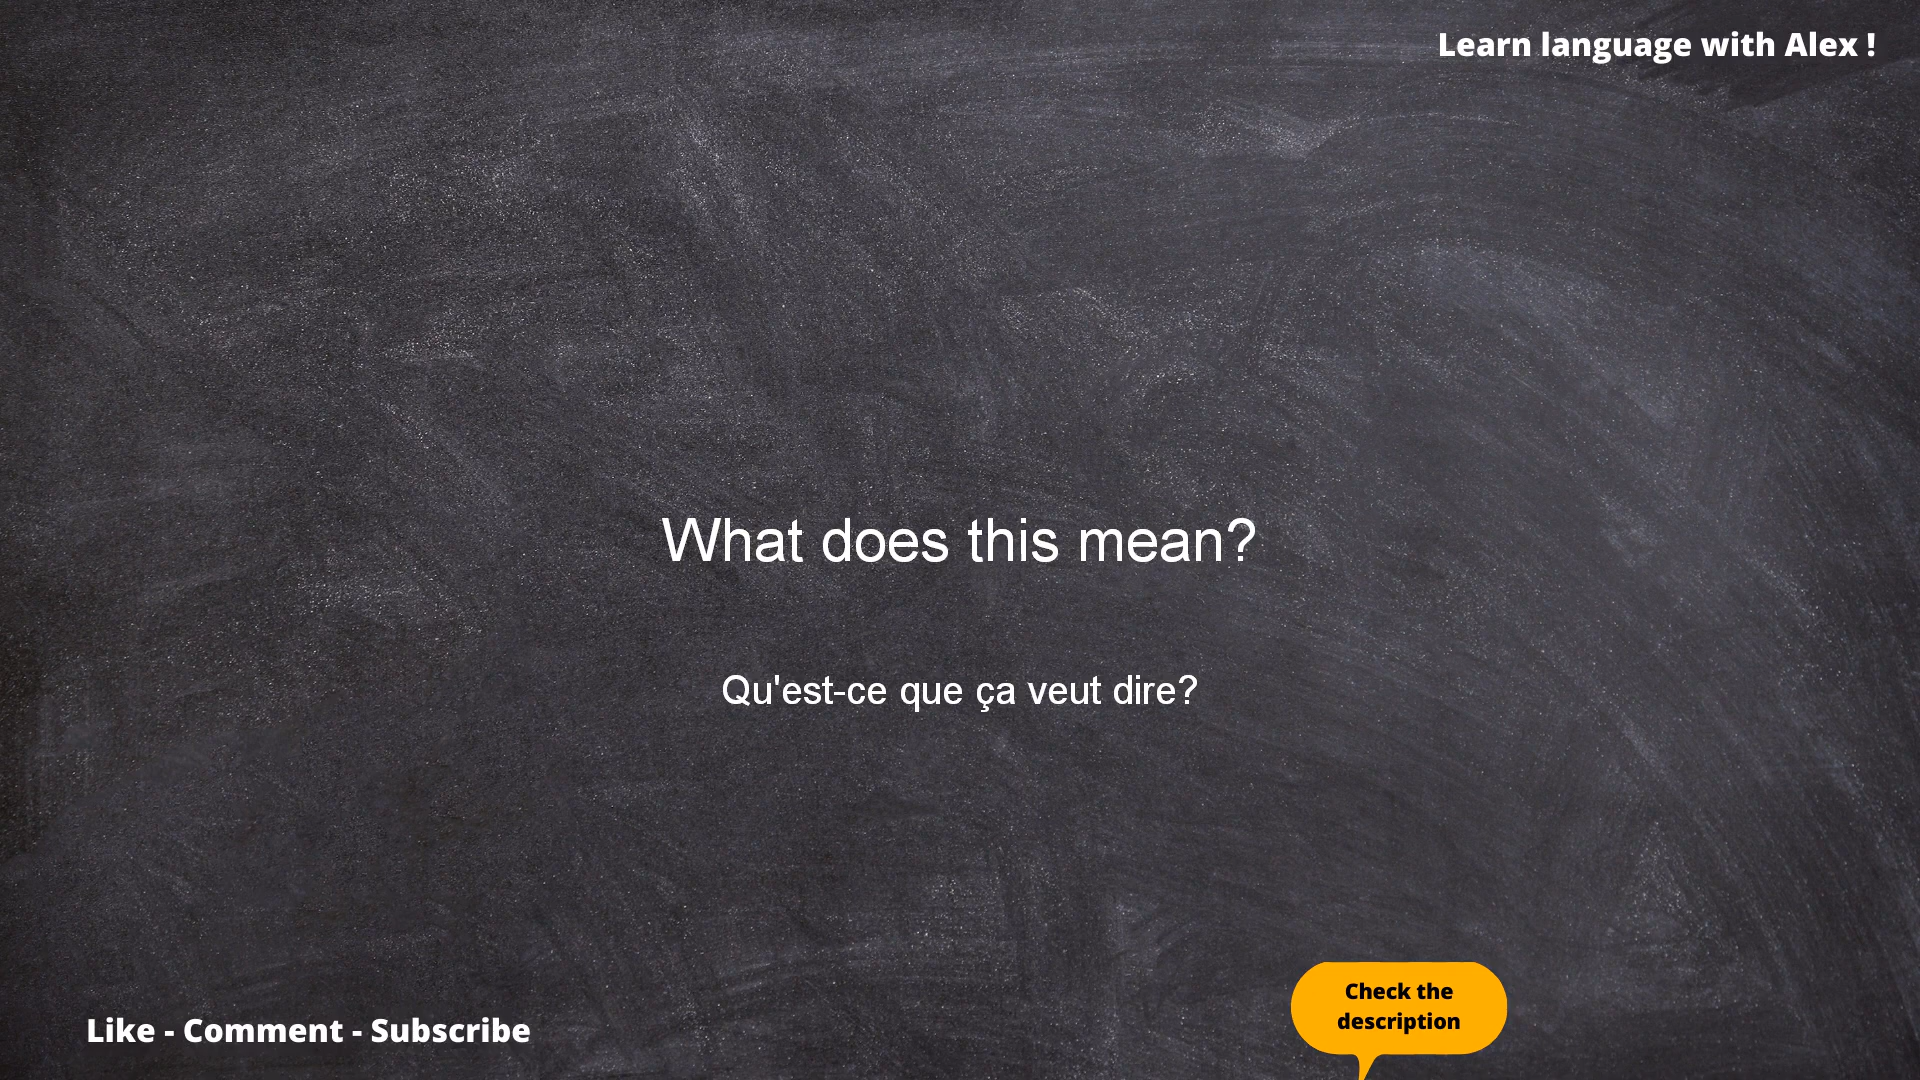 Learn language with Alex !
What does this mean?
Qu'est-ce que ça veut dire?
Check the
description
Like - Comment - Subscribe